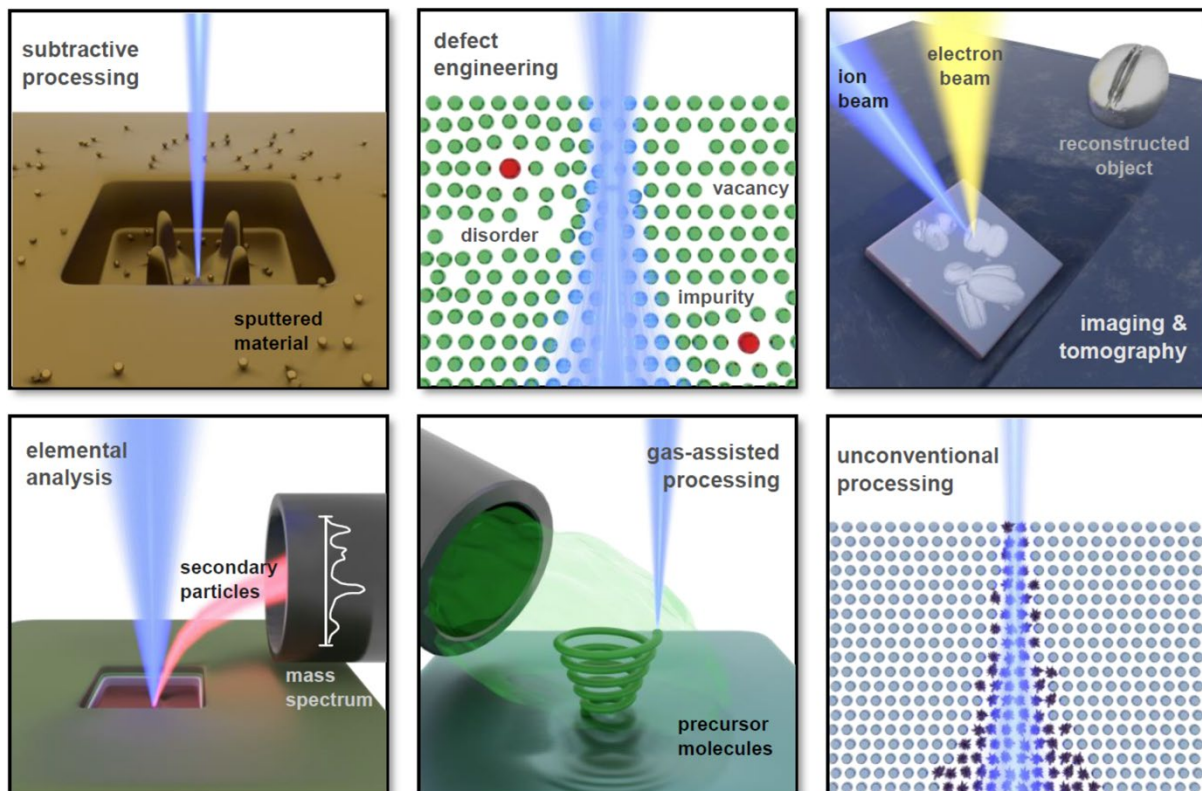 subtractive
processing
sputtered
material
defect
engineering
vacancy
disorder
impurity
electron
beam
ion
beam
reconstructed
object
imaging &
tomography
elemental
analysis
secondary
particles
mass
spectrum
gas-assisted
processing
precursor
molecules
unconventional
processing